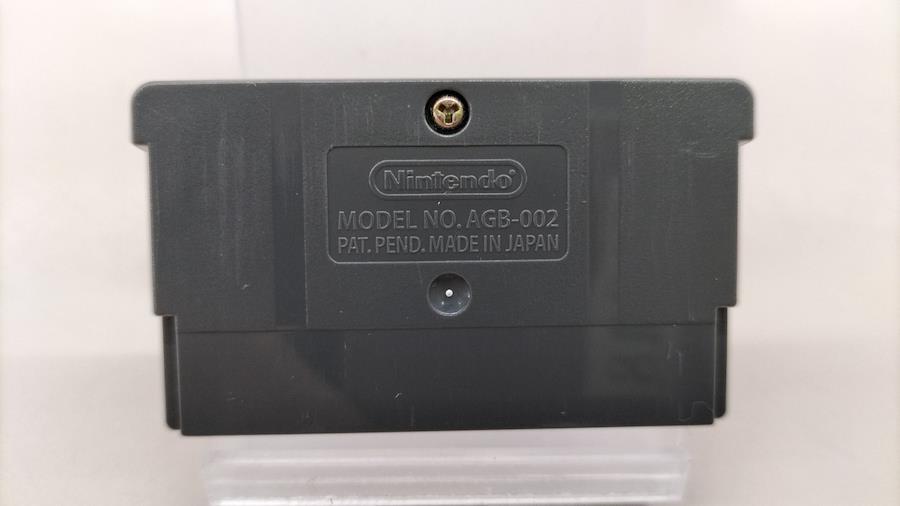 Nintendo®
MODEL NO. AGB-002
PAT. PEND. MADE IN JAPAN